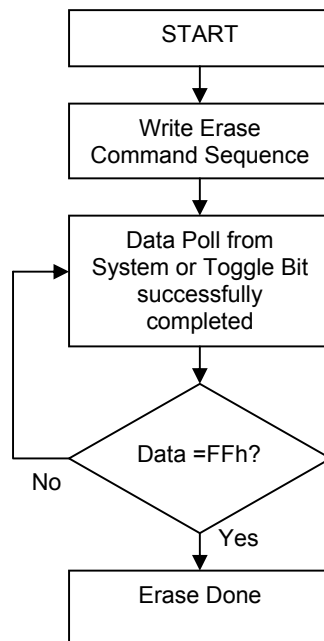 START
Write Erase
Command Sequence
Data Poll from
System or Toggle Bit
successfully
completed
Data =FFh?
No
Yes
Erase Done